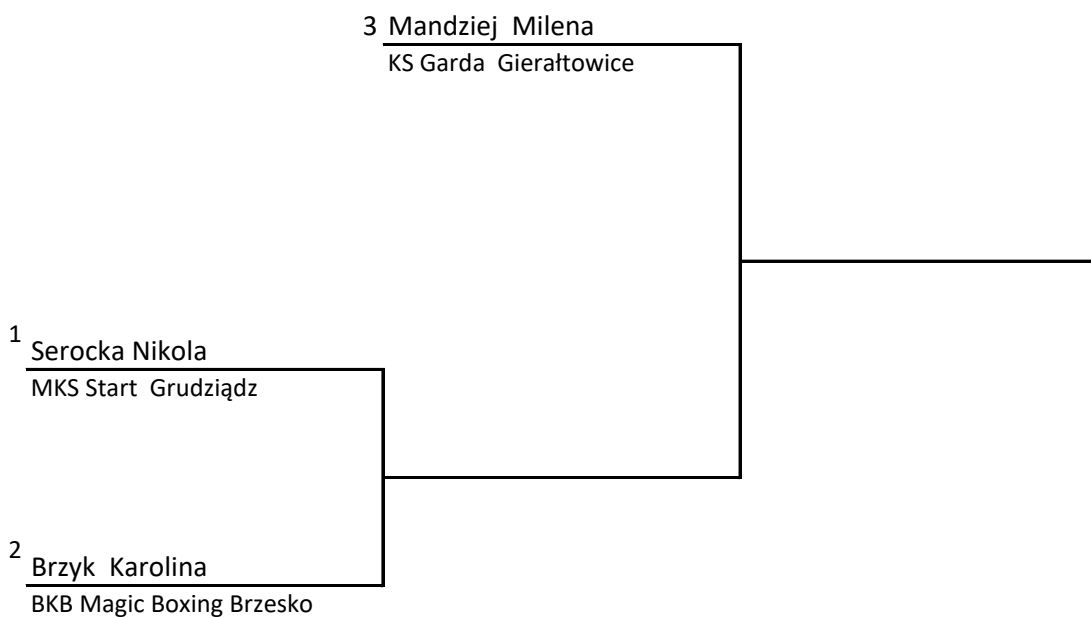 3 Mandziej Milena
KS Garda Gierałtowice
1
Serocka Nikola
MKS Start Grudziądz
2
Brzyk Karolina
BKB Magic Boxing Brzesko